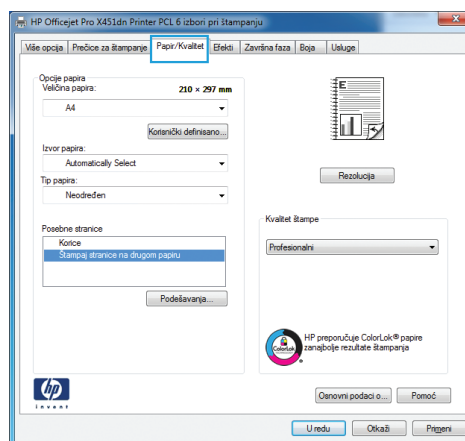 HP Officejet Pro X451dn Printer PCL 6 izbori pri štampanju
Više opcija Prečice za štampanje Papir/Kvalitet Efekti Završna faza Boja Usluge
Opcije papira
Veličina papira: 210 × 297 mm
A4
Korisnički definisano...
Izvor papira:
Automatically Select
Tip papira:
Neodređen
Posebne stranice
Korice
Štampaj stranice na drugom papiru
Podešavanja...
E
Rezolucija
Kvalitet štampe
Profesionalni
ColorLok
HP preporučuje ColorLok® papire
zanajbolje rezultate štampanja
hp
invent
Osnovni podaci o... Pomoć
U redu Otkaži Primeni